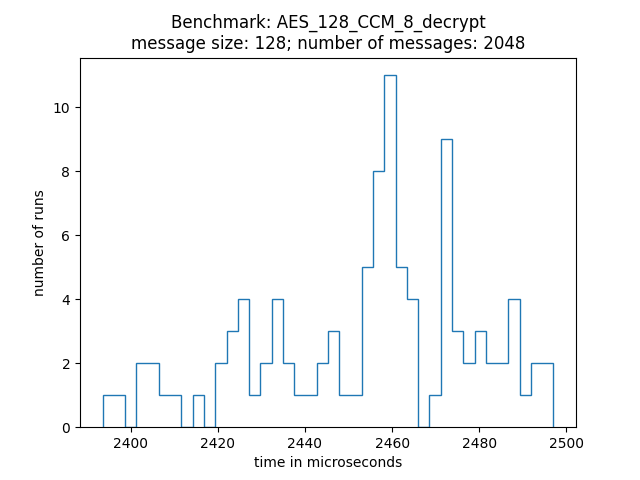 Benchmark: AES_128_CCM_8_decrypt
message size: 128; number of messages: 2048
10
8
6
4
2
0
number of runs
2400 2420 2440 2460 2480 2500
time in microseconds